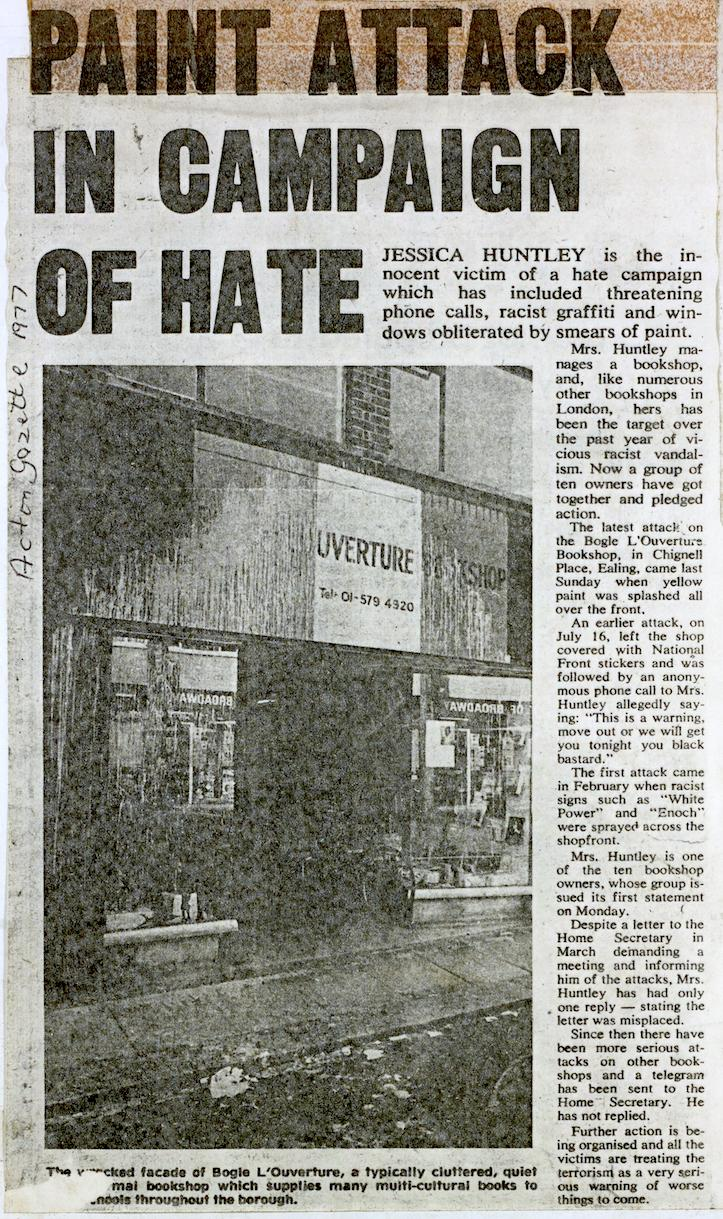 PAINT ATTACK
IN CAMPAIGN
OF HATE
Acton Gazette 1977
JESSICA HUNTLEY is the in-
nocent victim of a hate campaign
which has included threatening
phone calls, racist graffiti and win-
dows obliterated by smears of paint.
Mrs. Huntley ma-
nages a bookshop,
and, like numerous
other bookshops in
London, hers has
been the target over
the past year of vi-
cious racist vandal-
ism. Now a group of
ten owners have got
together and pledged
action.
The latest attack on
the Bogle L'Ouverture
Bookshop, in Chignell
Place, Ealing, came last
Sunday when yellow
paint was splashed all
over the front.
An earlier attack, on
July 16, left the shop
covered with National
Front stickers and was
followed by an anony-
mous phone call to Mrs.
Huntley allegedly say-
ing: "This is a warning,
move out or we will get
you tonight you black
bastard."
The first attack came
in February when racist
signs such as "White
Power" and "Enoch"
were sprayed across the
shopfront.
Mrs. Huntley is one
of the ten bookshop
owners, whose group is-
sued its first statement
on Monday.
Despite a letter to the
Home Secretary in
March demanding a
meeting and informing
him of the attacks, Mrs.
Huntley has had only
one reply — stating the
letter was misplaced.
Since then there have
been more serious at-
tacks on other book-
shops and a telegram
has been sent to the
Home Secretary. He
has not replied.
Further action is be-
ing organised and all the
victims are treating the
terrorism as a very seri-
ous warning of worse
things to come.
UVERTURE BOOKSHOP
Tel: 01-579 4920
BROADWAY
OF BROADWAY
The wrecked facade of Bogle L'Ouverture, a typically cluttered, quiet
bookshop which supplies many multi-cultural books to
throughout the borough.